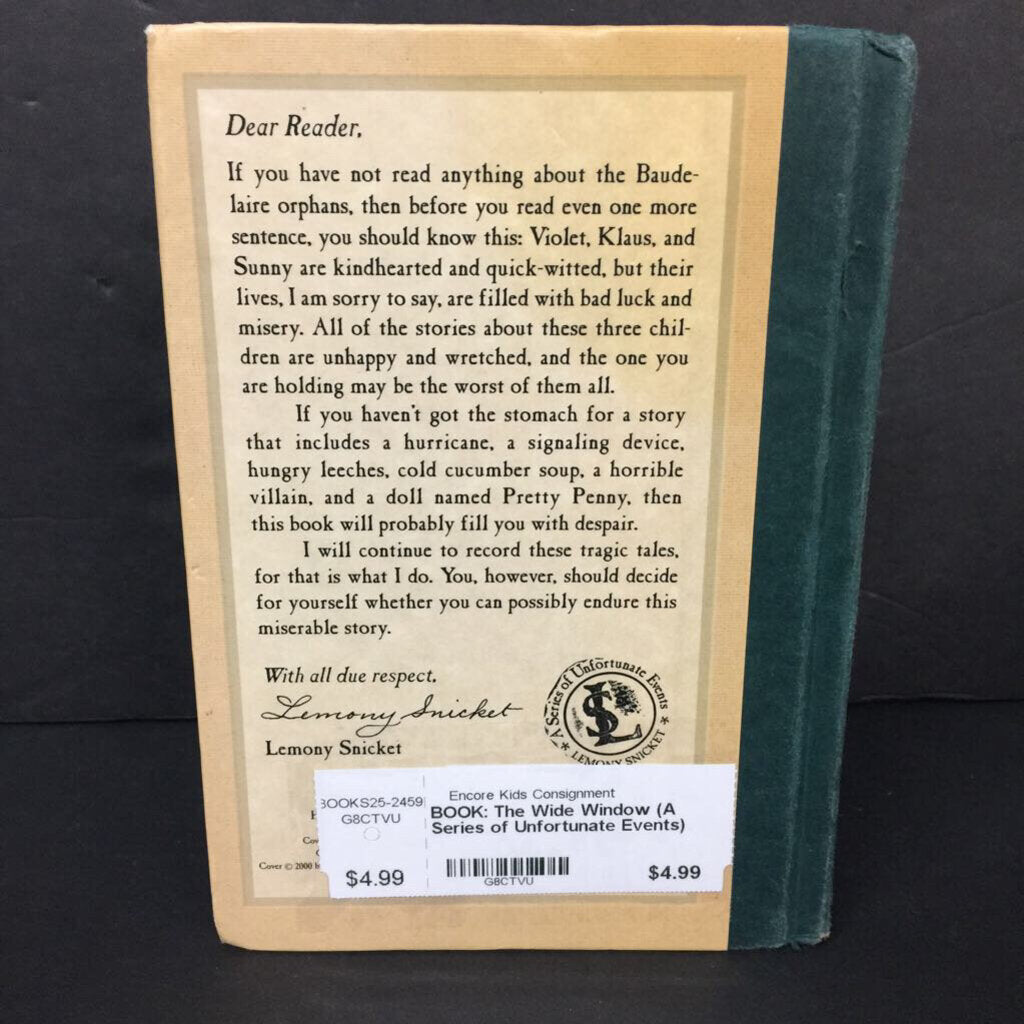 Dear Reader,
If you have not read anything about the Baude-
laire orphans, then before you read even one more
sentence, you should know this: Violet, Klaus, and
Sunny are kindhearted and quick-witted, but their
lives, I am sorry to say, are filled with bad luck and
misery. All of the stories about these three chil-
dren are unhappy and wretched, and the one you
are holding may be the worst of them all.
If you haven't got the stomach for a story
that includes a hurricane, a signaling device,
hungry leeches, cold cucumber soup, a horrible
villain, and a doll named Pretty Penny, then
this book will probably fill you with despair.
I will continue to record these tragic tales,
for that is what I do. You, however, should decide
for yourself whether you can possibly endure this
miserable story.
With all due respect,
Lemony Snicket
Lemony Snicket
A Series of Unfortunate Events
LS
* LEMONY SNICKET *
Cover © 2000
BOOKS25-2459
G8CTVU
$4.99
Encore Kids Consignment
BOOK: The Wide Window (A
Series of Unfortunate Events)
G8CTVU
$4.99